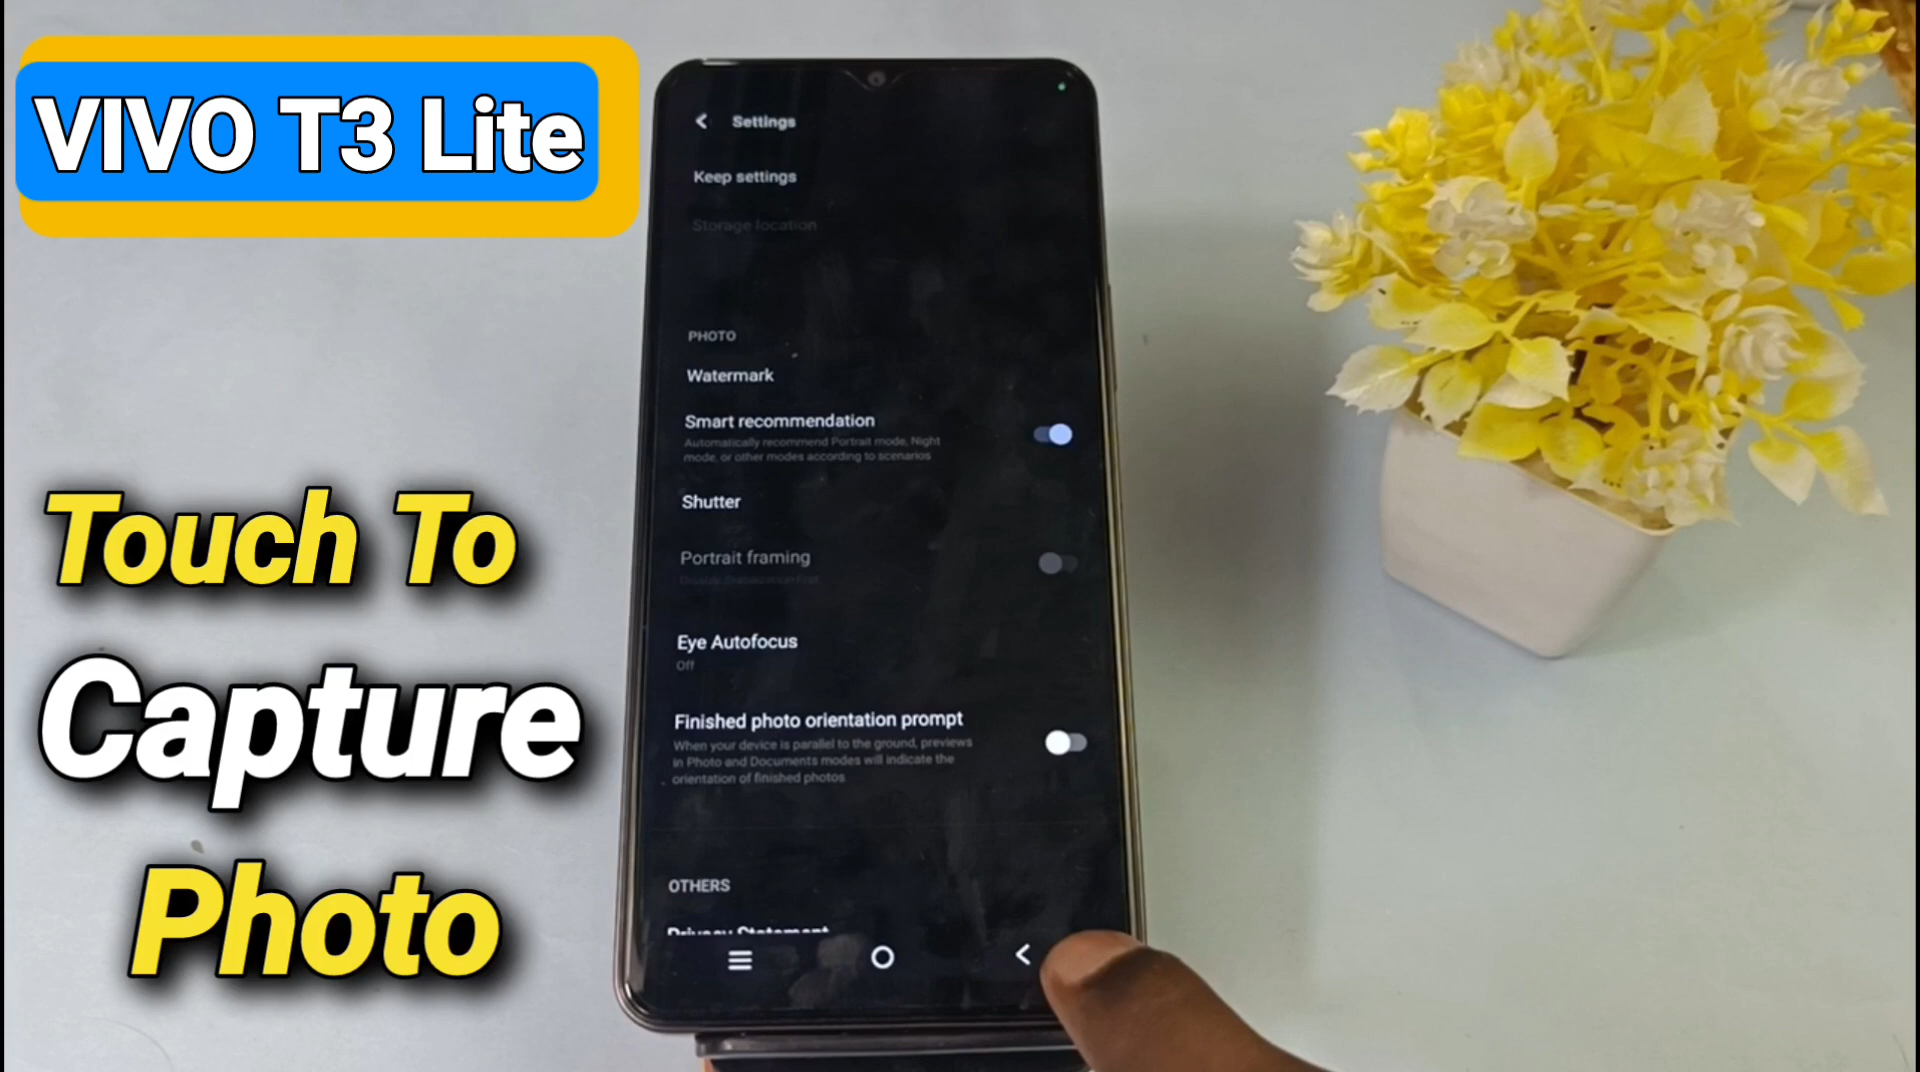 VIVO T3 Lite
Touch To
Capture
Photo
Settings
Keep settings
Storage location
PHOTO
Watermark
Smart recommendation
Automatically recommend Portrait mode, Night
mode, or other modes according to scenarios
Shutter
Portrait framing
Eye Autofocus
Off
Finished photo orientation prompt
When your device is parallel to the ground, previews
in Photo and Documents modes will indicate the
orientation of finished photos
OTHERS
Privacy Statement